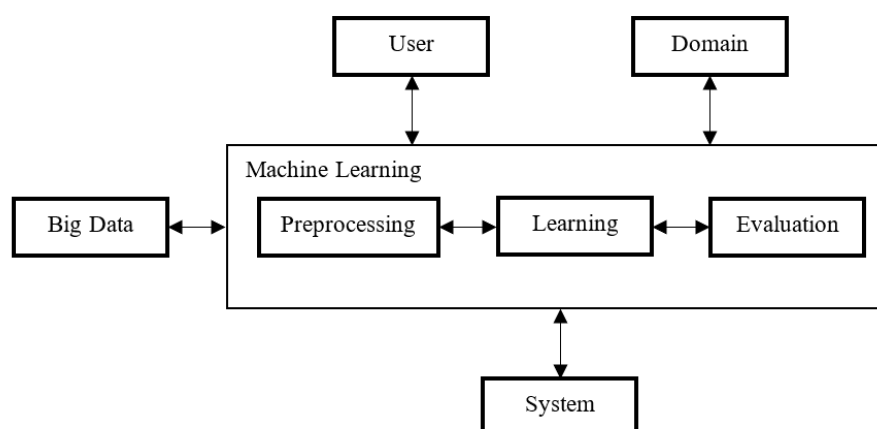 User
Domain
Machine Learning
Big Data
Preprocessing
Learning
Evaluation
System